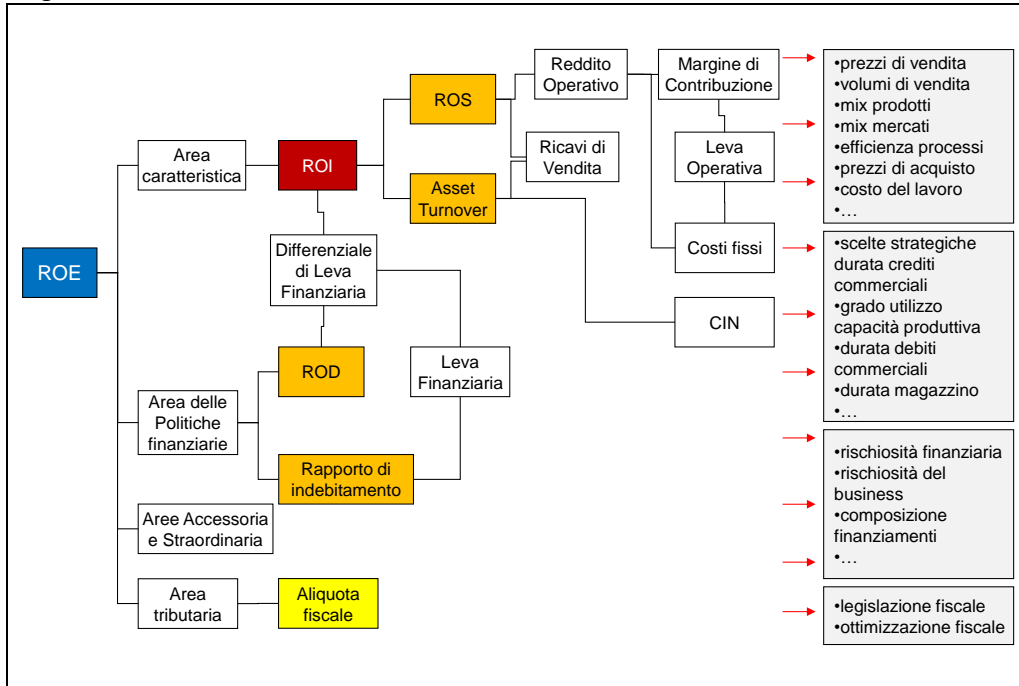 ROE
Area
caratteristica
Area delle
Politiche
finanziarie
Aree Accessoria
e Straordinaria
Area
tributaria
ROI
Differenziale
di Leva
Finanziaria
ROD
Rapporto di
indebitamento
Aliquota
fiscale
ROS
Asset
Turnover
Leva
Finanziaria
Reddito
Operativo
Ricavi di
Vendita
Margine di
Contribuzione
Leva
Operativa
Costi fissi
CIN
•prezzi di vendita
•volumi di vendita
•mix prodotti
•mix mercati
•efficienza processi
•prezzi di acquisto
•costo del lavoro
•…
•scelte strategiche
durata crediti
commerciali
•grado utilizzo
capacità produttiva
•durata debiti
commerciali
•durata magazzino
•…
•rischiosità finanziaria
•rischiosità del
business
•composizione
finanziamenti
•…
•legislazione fiscale
•ottimizzazione fiscale